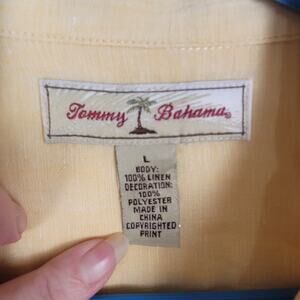 Tommy Bahama®
L
BODY:
100% LINEN
DECORATION:
100%
POLYESTER
MADE IN
CHINA
COPYRIGHTED
PRINT